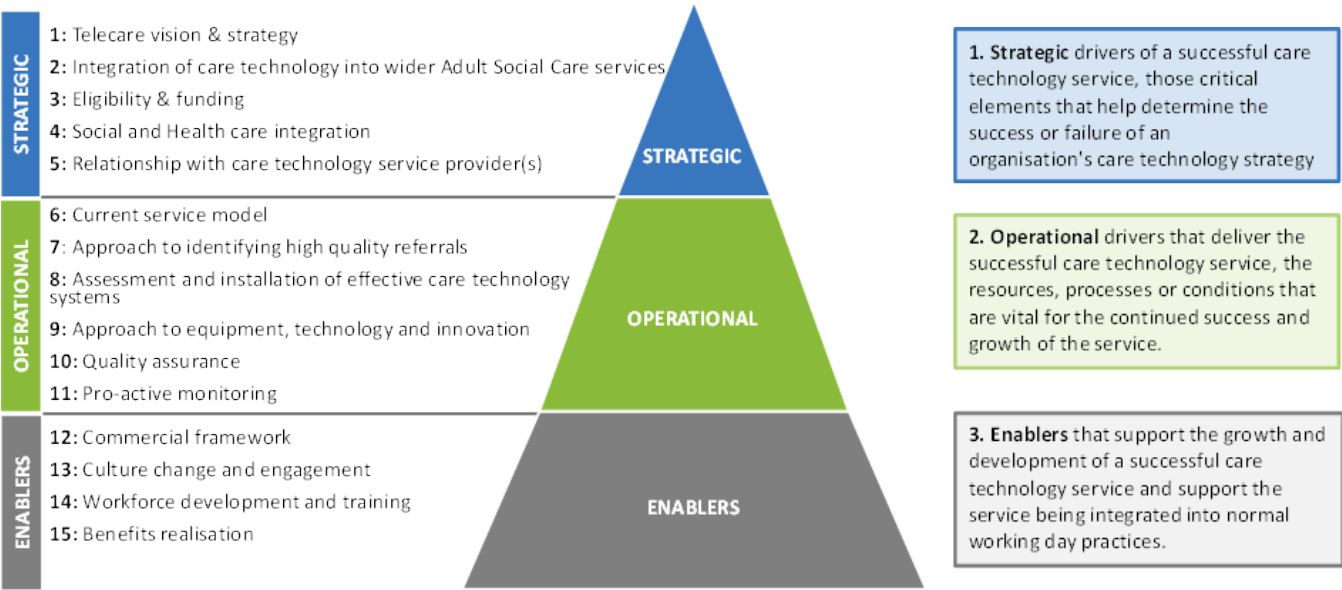 STRATEGIC
1: Telecare vision & strategy
2: Integration of care technology into wider Adult Social Care services
3: Eligibility & funding
4: Social and Health care integration
5: Relationship with care technology service provider(s)
OPERATIONAL
6: Current service model
7: Approach to identifying high quality referrals
8: Assessment and installation of effective care technology
systems
9: Approach to equipment, technology and innovation
10: Quality assurance
11: Pro-active monitoring
ENABLERS
12: Commercial framework
13: Culture change and engagement
14: Workforce development and training
15: Benefits realisation
STRATEGIC
OPERATIONAL
ENABLERS
1. Strategic drivers of a successful care
technology service, those critical
elements that help determine the
success or failure of an
organisation's care technology strategy
2. Operational drivers that deliver the
successful care technology service, the
resources, processes or conditions that
are vital for the continued success and
growth of the service.
3. Enablers that support the growth and
development of a successful care
technology service and support the
service being integrated into normal
working day practices.